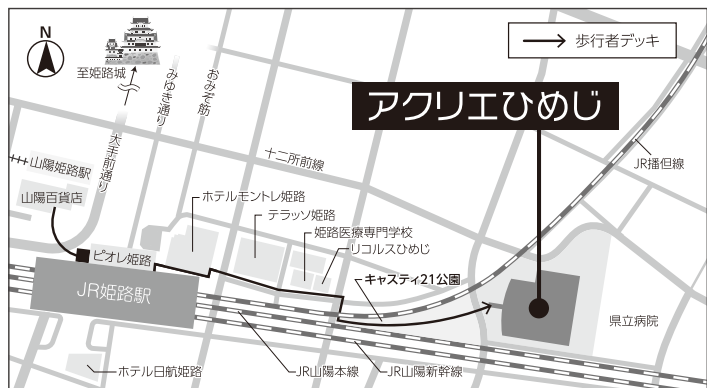 N
至姫路城
みゆき通り
おみぞ筋
歩行者デッキ
アクリエひめじ
大手前通り
十二所前線
JR播但線
山陽姫路駅
山陽百貨店
ホテルモントレ姫路
テラッソ姫路
姫路医療専門学校
リコルスひめじ
ピオレ姫路
キャスティ21公園
JR姫路駅
県立病院
ホテル日航姫路
JR山陽本線
JR山陽新幹線